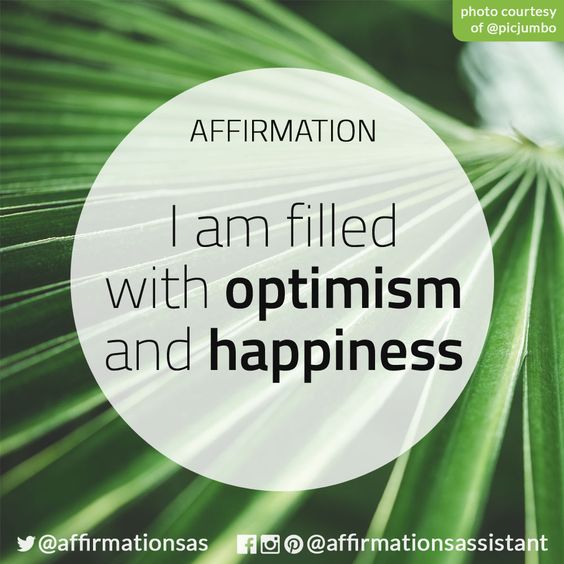 photo courtesy
of @picjumbo
AFFIRMATION
I am filled
with optimism
and happiness
@affirmationsas @affirmationsassistant